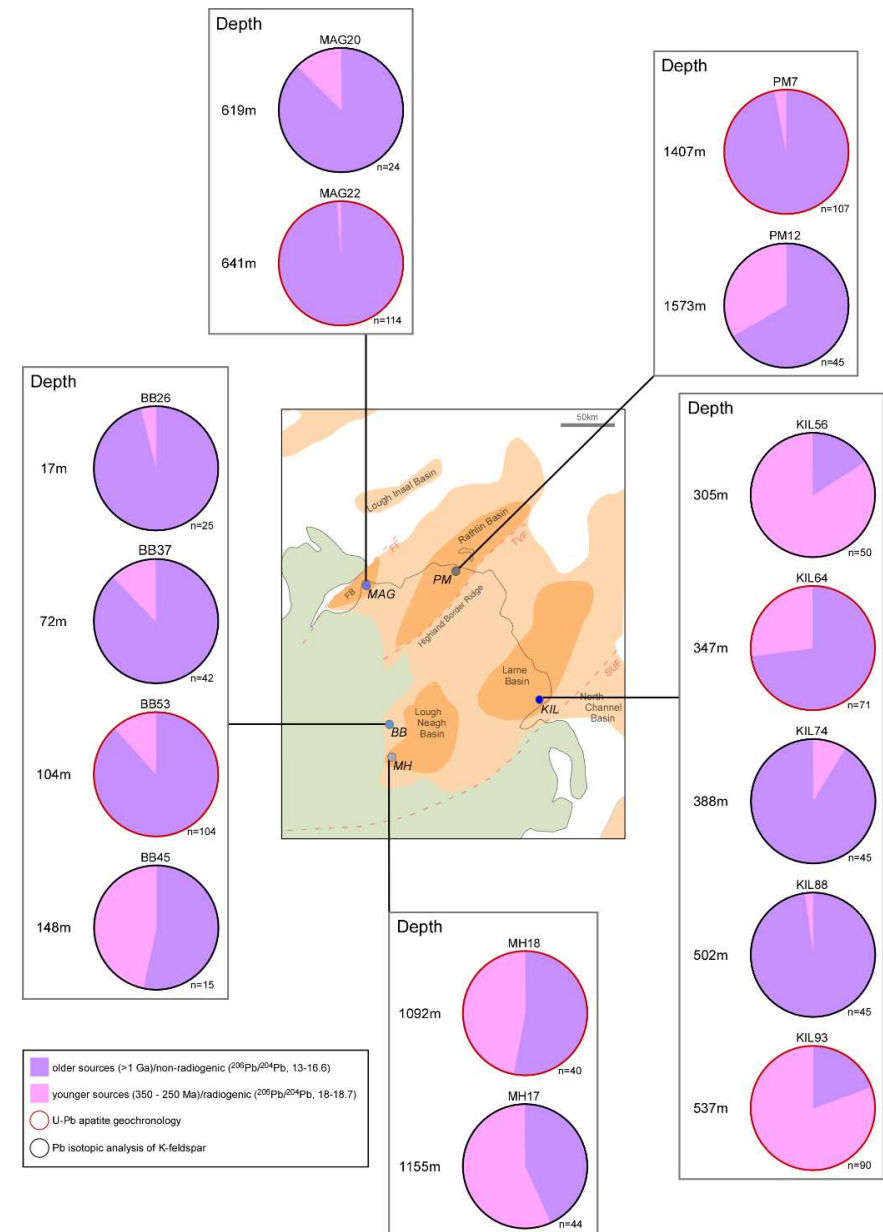 Depth
MAG20
619m
n=24
MAG22
641m
n=114
Depth
PM7
1407m
n=107
PM12
1573m
n=45
Depth
BB26
17m
n=25
BB37
72m
n=42
BB53
104m
n=104
BB45
148m
n=15
50km
Lough Inaal Basin
Rathlin Basin
FF
TVF
FB
MAG
PM
Highland Border Ridge
Larne
Basin
SUF
North
Channel
Basin
KIL
Lough
Neagh
Basin
BB
MH
Depth
KIL56
305m
n=50
KIL64
347m
n=71
KIL74
388m
n=45
KIL88
502m
n=45
KIL93
537m
n=90
Depth
MH18
1092m
n=40
MH17
1155m
n=44
older sources (>1 Ga)/non-radiogenic (²⁰⁶Pb/²⁰⁴Pb, 13-16.6)
younger sources (350 - 250 Ma)/radiogenic (²⁰⁶Pb/²⁰⁴Pb, 18-18.7)
U-Pb apatite geochronology
Pb isotopic analysis of K-feldspar